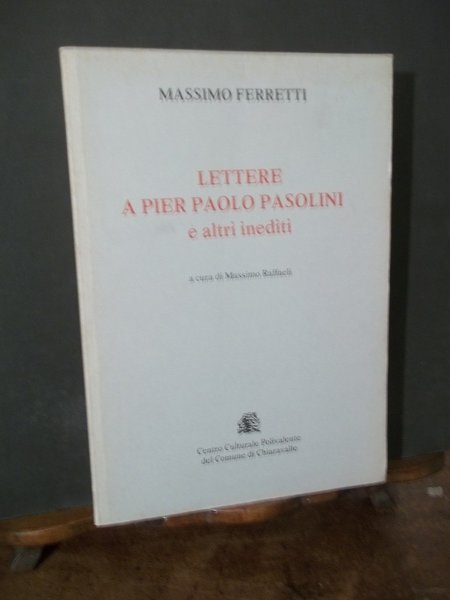 MASSIMO FERRETTI
LETTERE
A PIER PAOLO PASOLINI
e altri inediti
a cura di Massimo Raffaeli
Centro Culturale Polivalente
del Comune di Chiaravalle